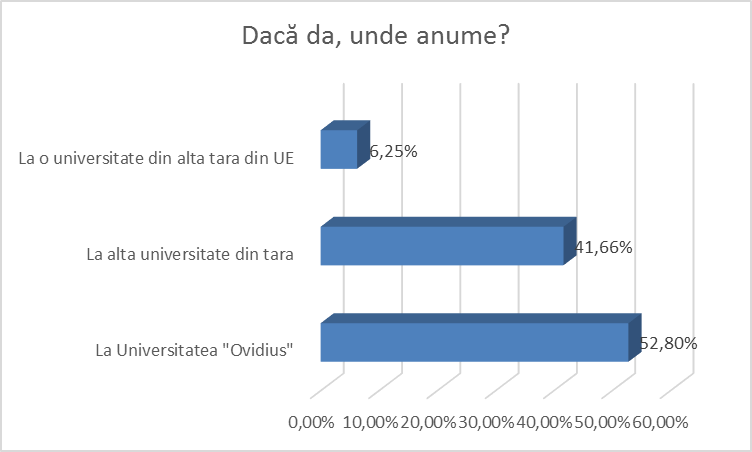 Dacă da, unde anume?
La o universitate din alta tara din UE
6,25%
La alta universitate din tara
41,66%
La Universitatea "Ovidius"
52,80%
0,00% 10,00% 20,00% 30,00% 40,00% 50,00% 60,00%